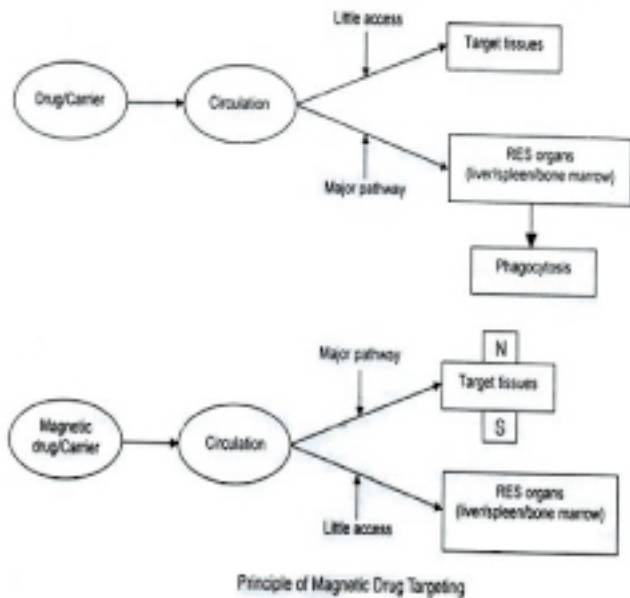 Little access
Target tissues
Drug/Carrier
Circulation
RES organs
(liver/spleen/bone marrow)
Major pathway
Phagocytosis
Major pathway
N
Target tissues
S
Magnetic
drug/Carrier
Circulation
RES organs
(liver/spleen/bone marrow)
Little access
Principle of Magnetic Drug Targeting